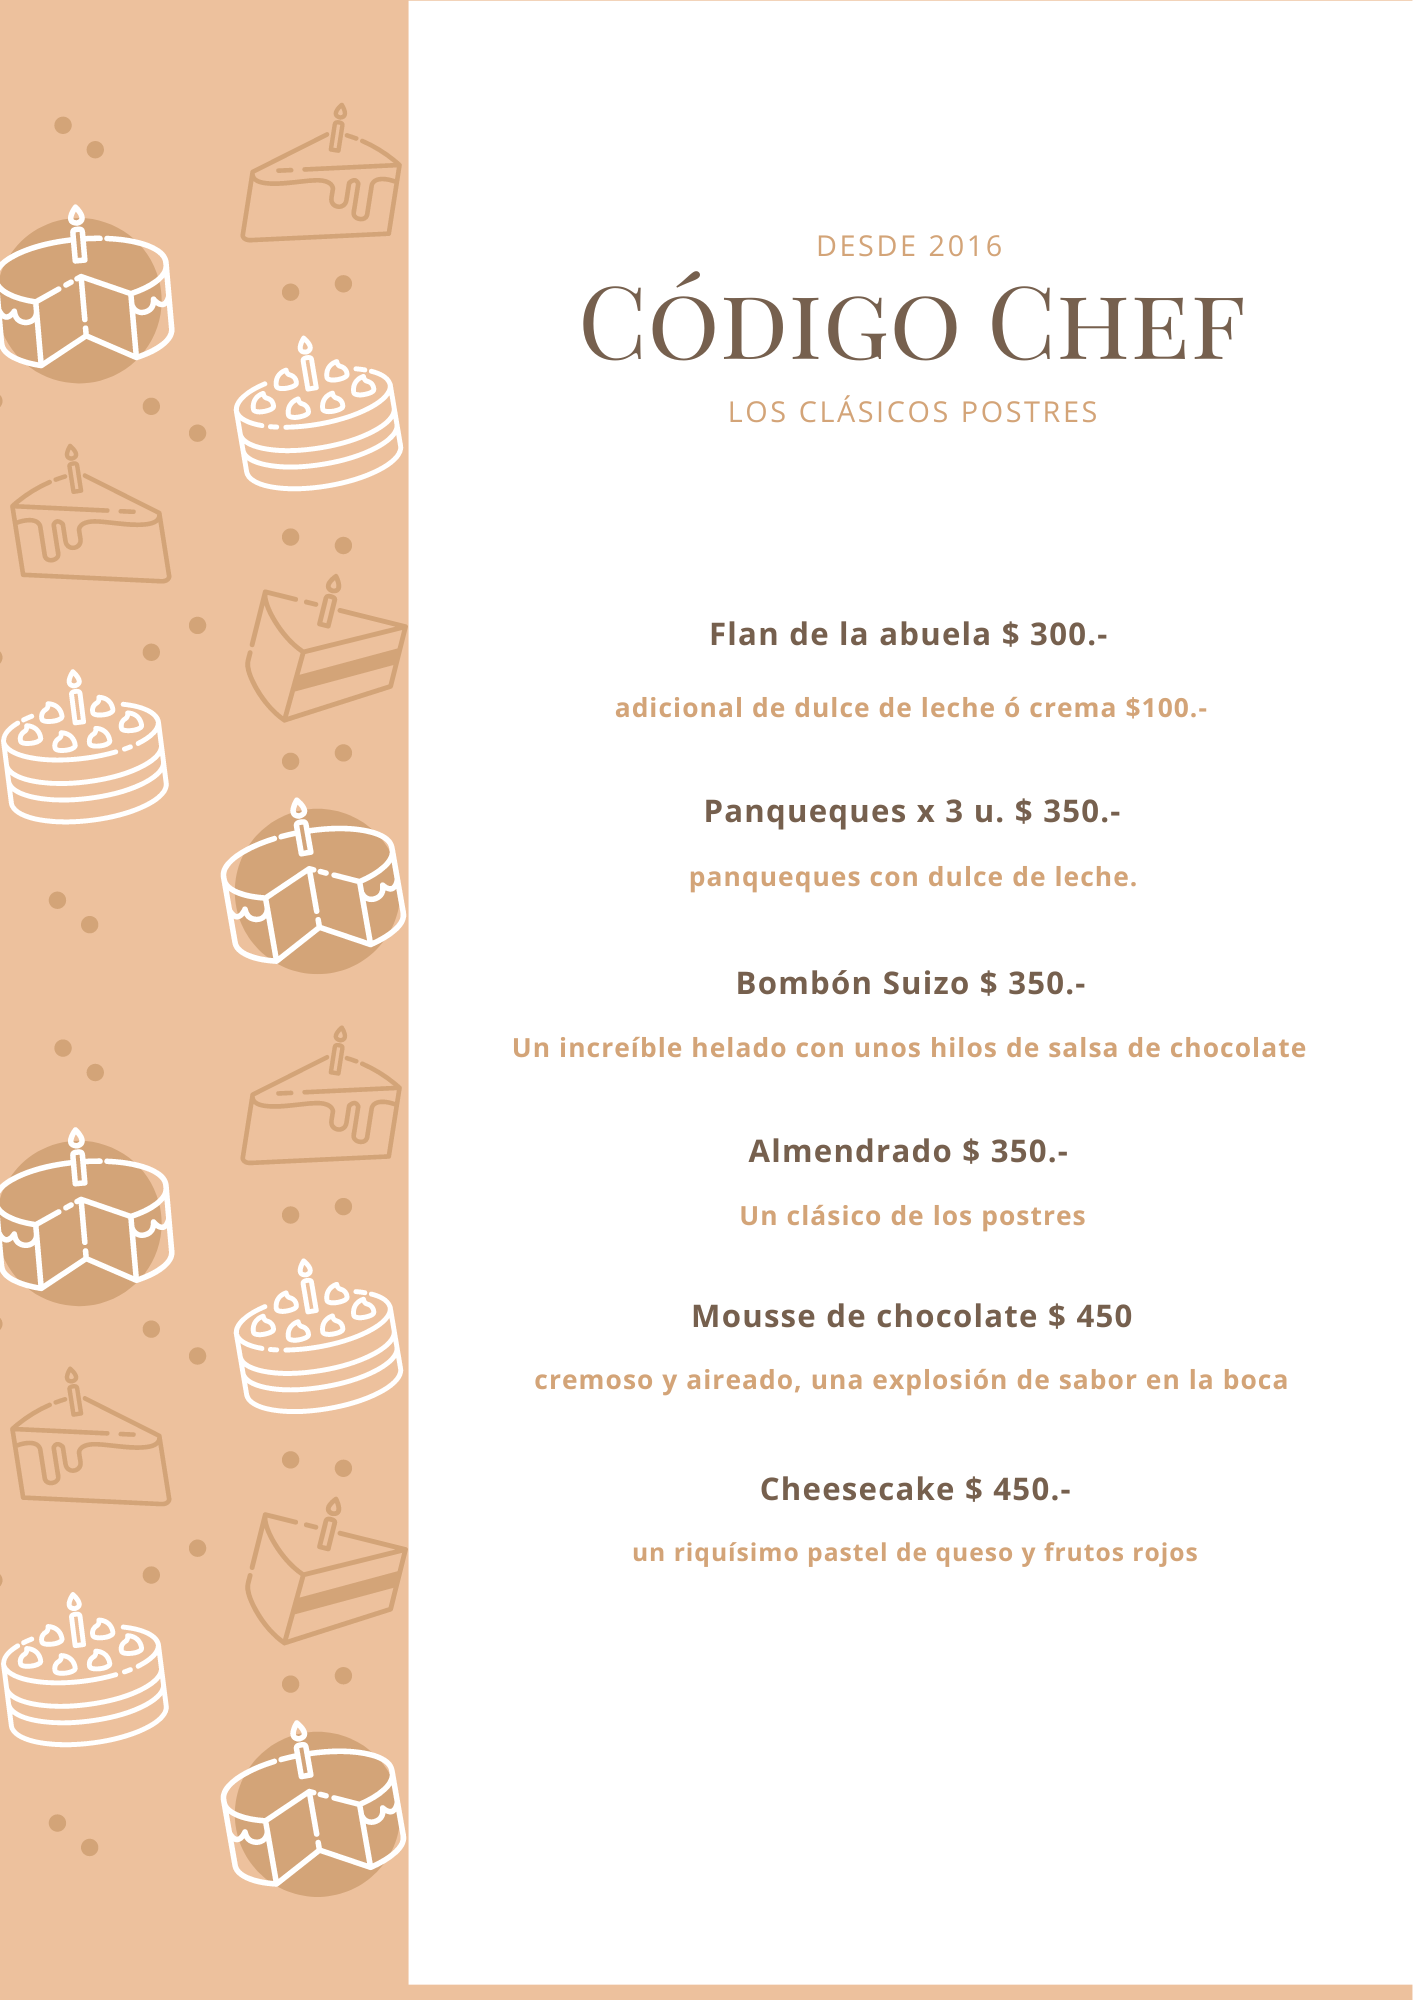 DESDE 2016
CÓDIGO CHEF
LOS CLÁSICOS POSTRES
Flan de la abuela $ 300.-
adicional de dulce de leche ó crema $100.-
Panqueques x 3 u. $ 350.-
panqueques con dulce de leche.
Bombón Suizo $ 350.-
Un increíble helado con unos hilos de salsa de chocolate
Almendrado $ 350.-
Un clásico de los postres
Mousse de chocolate $ 450
cremoso y aireado, una explosión de sabor en la boca
Cheesecake $ 450.-
un riquísimo pastel de queso y frutos rojos